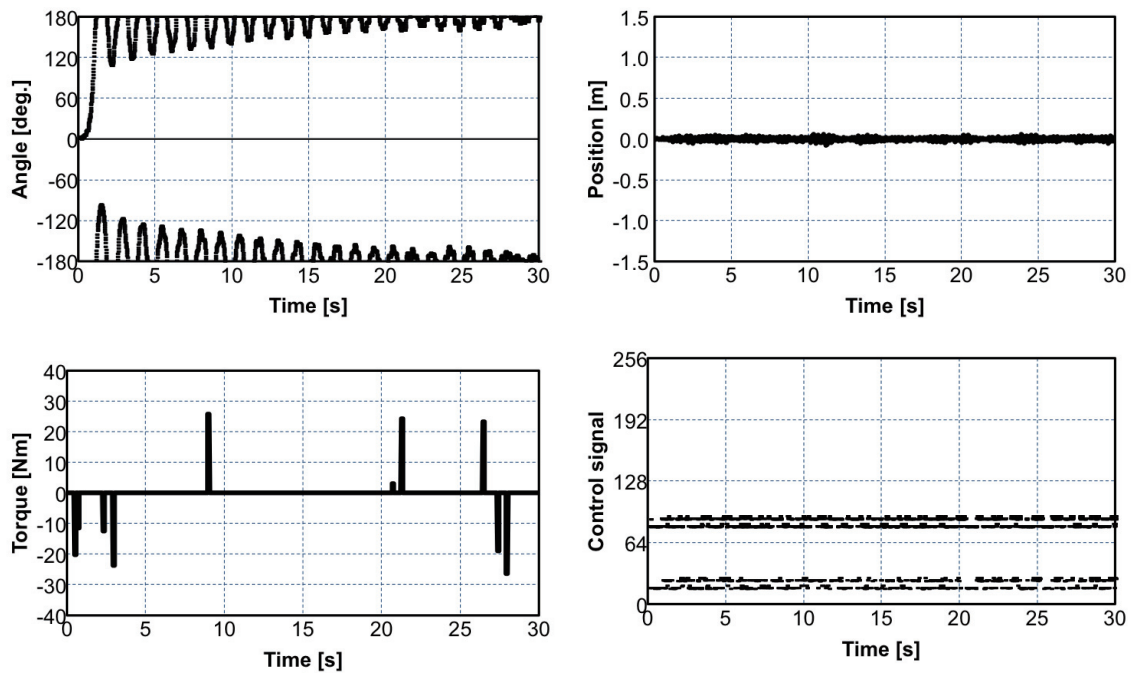 180
120
60
0
-60
-120
-180
Angle [deg.]
0 5 10 15 20 25 30
Time [s]
1.5
1.0
0.5
0.0
-0.5
-1.0
-1.5
Position [m]
0 5 10 15 20 25 30
Time [s]
40
30
20
10
0
-10
-20
-30
-40
Torque [Nm]
0 5 10 15 20 25 30
Time [s]
256
192
128
64
0
Control signal
0 5 10 15 20 25 30
Time [s]